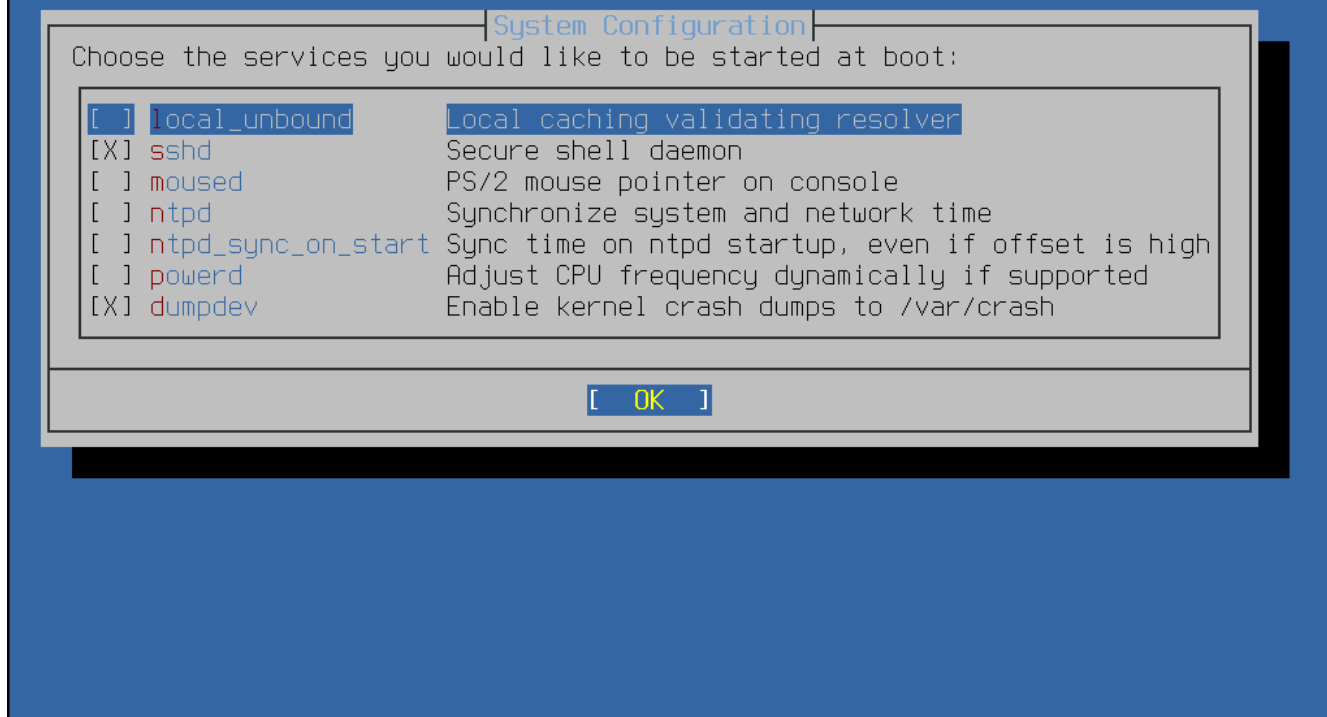 System Configuration
Choose the services you would like to be started at boot:
[ ] local_unbound Local caching validating resolver
[X] sshd Secure shell daemon
[ ] moused PS/2 mouse pointer on console
[ ] ntpd Synchronize system and network time
[ ] ntpd_sync_on_start Sync time on ntpd startup, even if offset is high
[ ] powerd Adjust CPU frequency dynamically if supported
[X] dumpdev Enable kernel crash dumps to /var/crash
[ OK ]